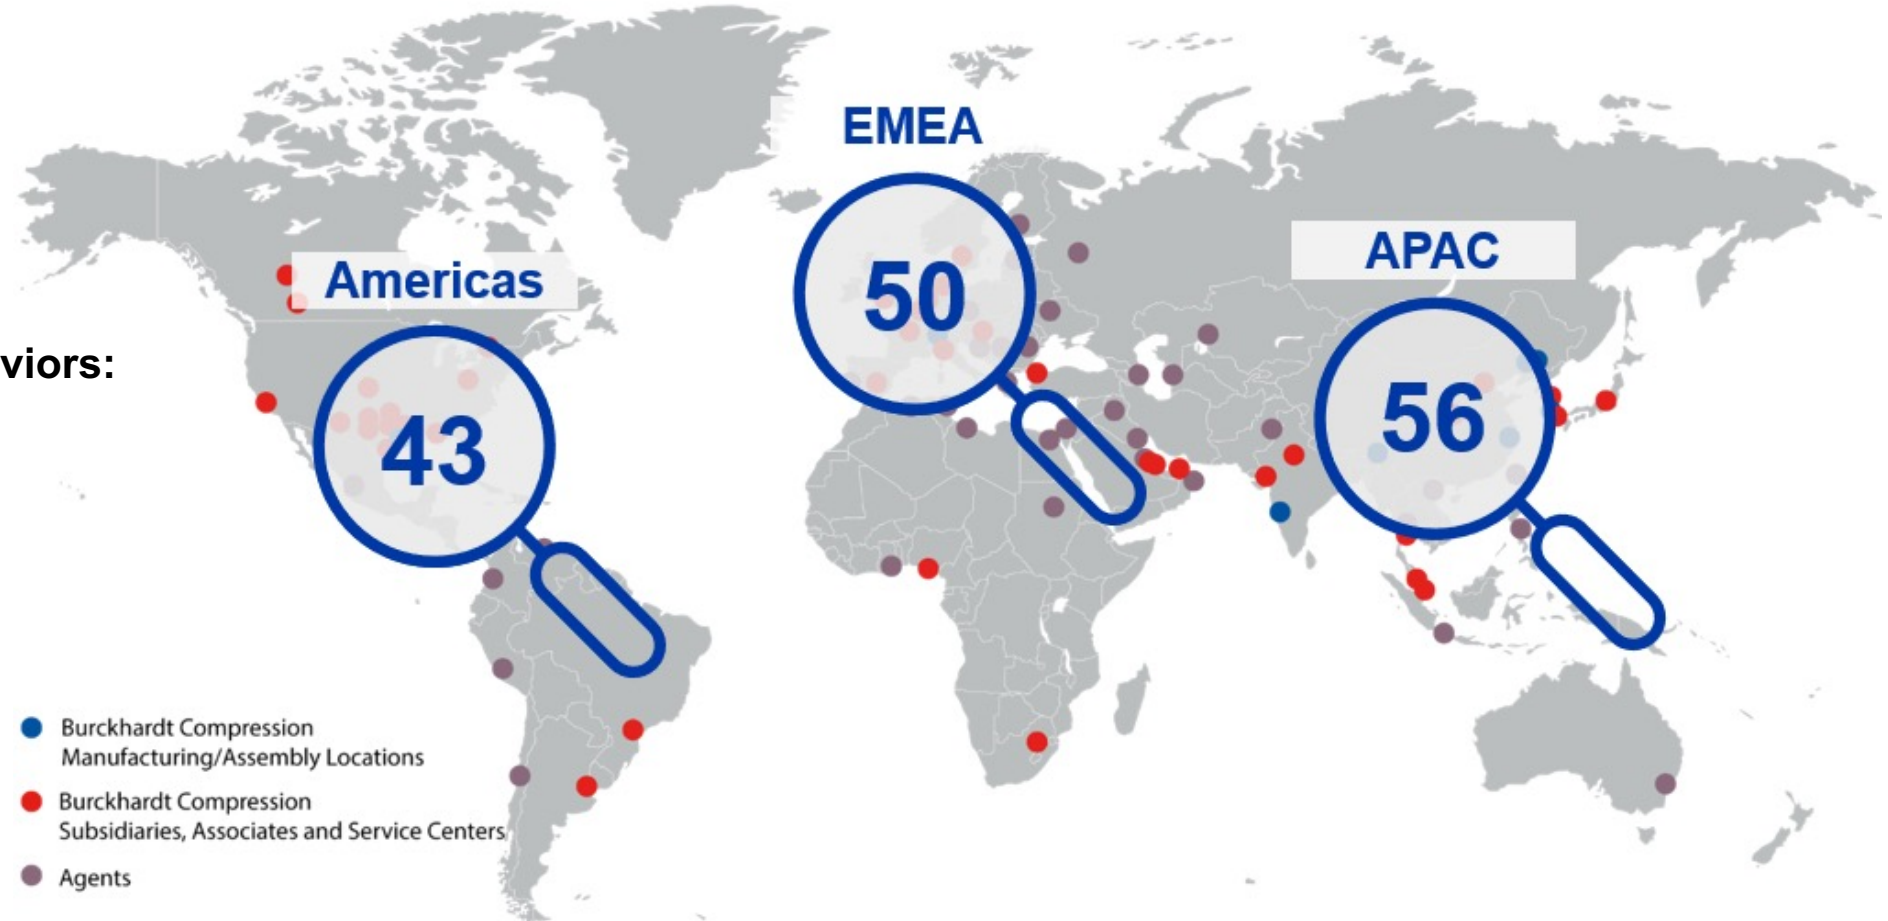 EMEA
APAC
Americas
50
viors:
56
43
Burckhardt Compression
Manufacturing/Assembly Locations
Burckhardt Compression
Subsidiaries, Associates and Service Centers
Agents